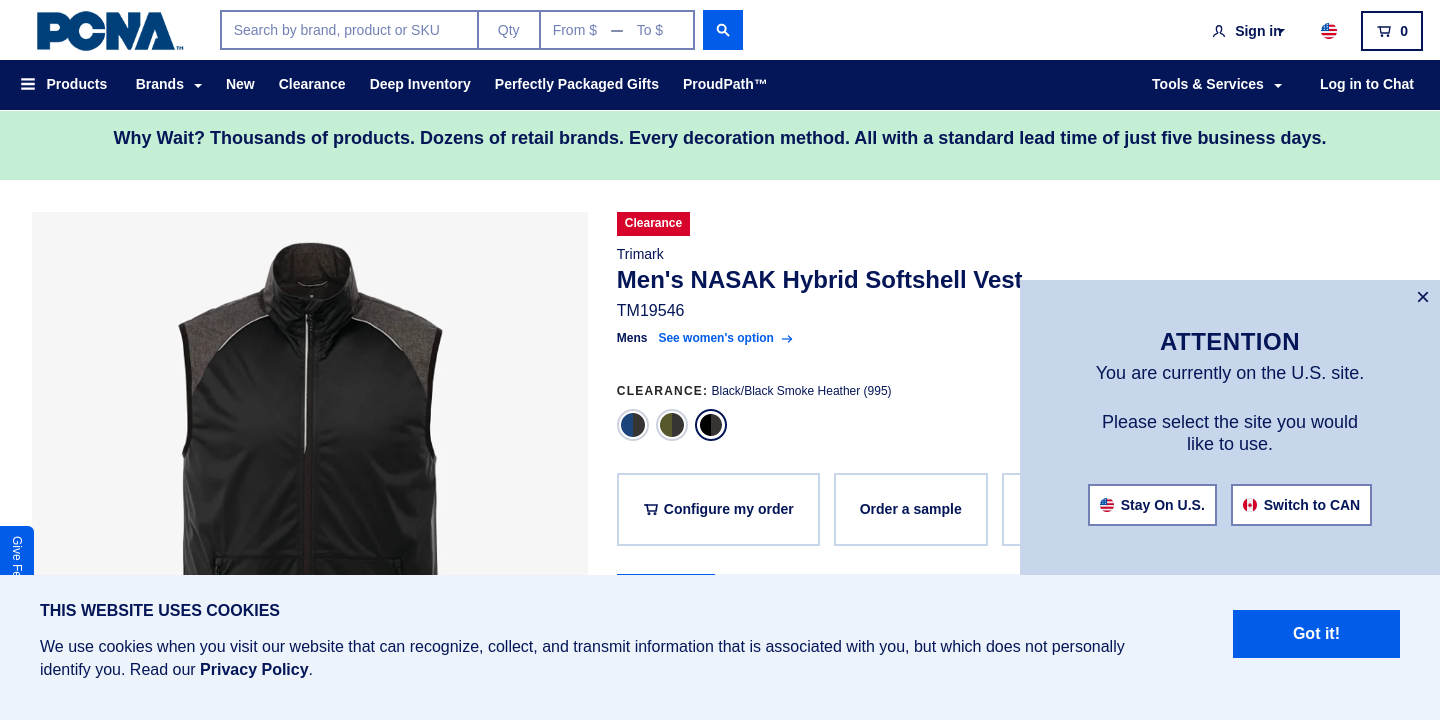 PCNA™
Search by brand, product or SKU
Qty
From $ — To $
Sign in
0
Products
Brands
New
Clearance
Deep Inventory
Perfectly Packaged Gifts
ProudPath™
Tools & Services
Log in to Chat
Why Wait? Thousands of products. Dozens of retail brands. Every decoration method. All with a standard lead time of just five business days.
Clearance
Trimark
Men's NASAK Hybrid Softshell Vest
TM19546
Mens See women's option →
CLEARANCE: Black/Black Smoke Heather (995)
Configure my order
Order a sample
×
ATTENTION
You are currently on the U.S. site.
Please select the site you would
like to use.
Stay On U.S.
Switch to CAN
Give
THIS WEBSITE USES COOKIES
We use cookies when you visit our website that can recognize, collect, and transmit information that is associated with you, but which does not personally
identify you. Read our Privacy Policy.
Got it!